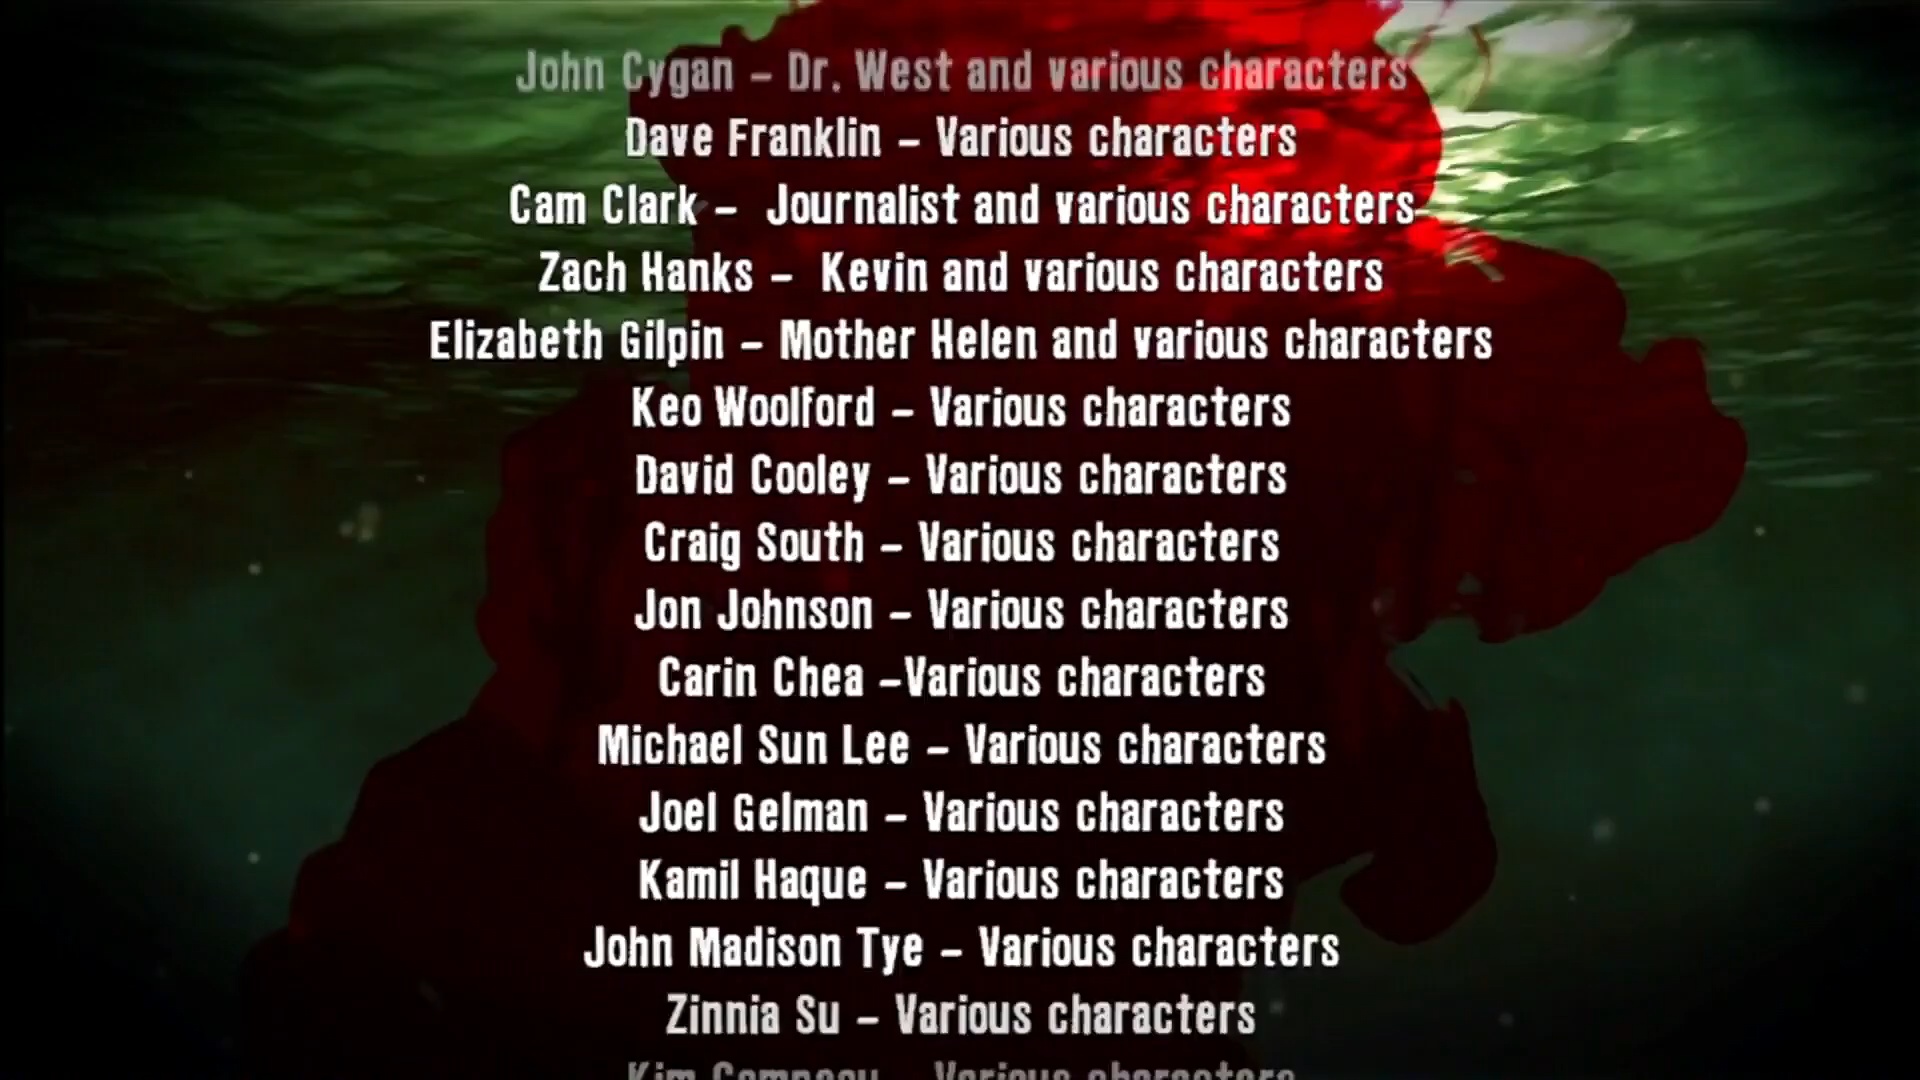 John Cygan – Dr. West and various characters
Dave Franklin – Various characters
Cam Clark –  Journalist and various characters
Zach Hanks –  Kevin and various characters
Elizabeth Gilpin – Mother Helen and various characters
Keo Woolford – Various characters
David Cooley – Various characters
Craig South – Various characters
Jon Johnson – Various characters
Carin Chea –Various characters
Michael Sun Lee – Various characters
Joel Gelman – Various characters
Kamil Haque – Various characters
John Madison Tye – Various characters
Zinnia Su – Various characters
Kim – Various characters